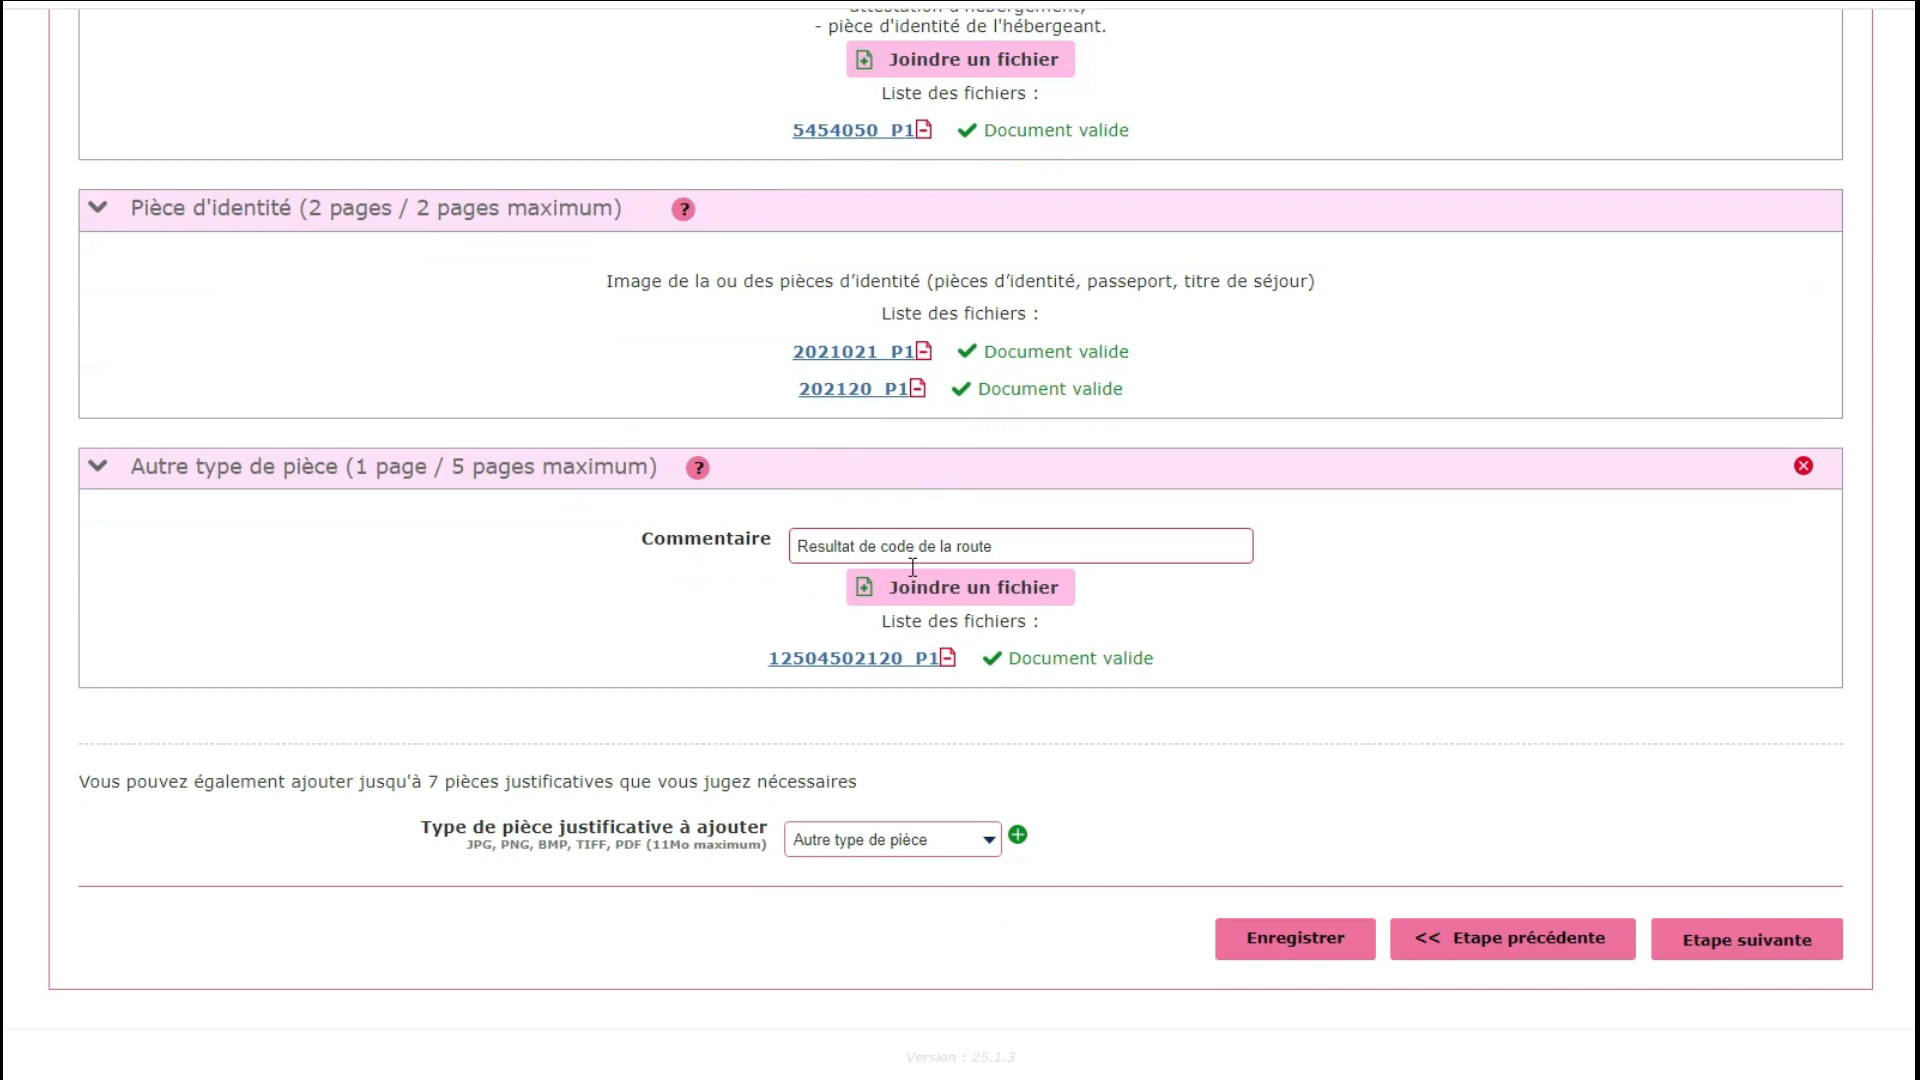 - pièce d'identité de l'hébergeant.
Joindre un fichier
Liste des fichiers :
5454050_P1 Document valide
Pièce d'identité (2 pages / 2 pages maximum) ?
Image de la ou des pièces d’identité (pièces d’identité, passeport, titre de séjour)
Liste des fichiers :
2021021_P1 Document valide
202120_P1 Document valide
Autre type de pièce (1 page / 5 pages maximum) ?
Commentaire Resultat de code de la route
Joindre un fichier
Liste des fichiers :
12504502120_P1 Document valide
Vous pouvez également ajouter jusqu'à 7 pièces justificatives que vous jugez nécessaires
Type de pièce justificative à ajouter Autre type de pièce
JPG, PNG, BMP, TIFF, PDF (11Mo maximum)
Enregistrer << Etape précédente Etape suivante
Version : 25.1.3